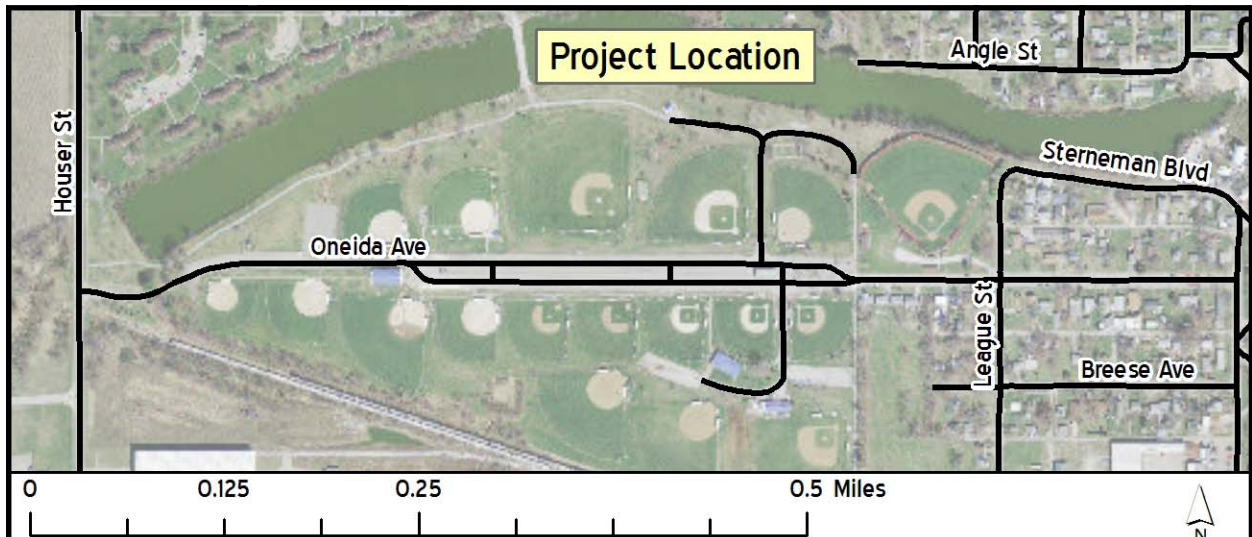 Project Location
Angle St
Houser St
Sterneman Blvd
Oneida Ave
League St
Breese Ave
0 0.125 0.25 0.5 Miles
N